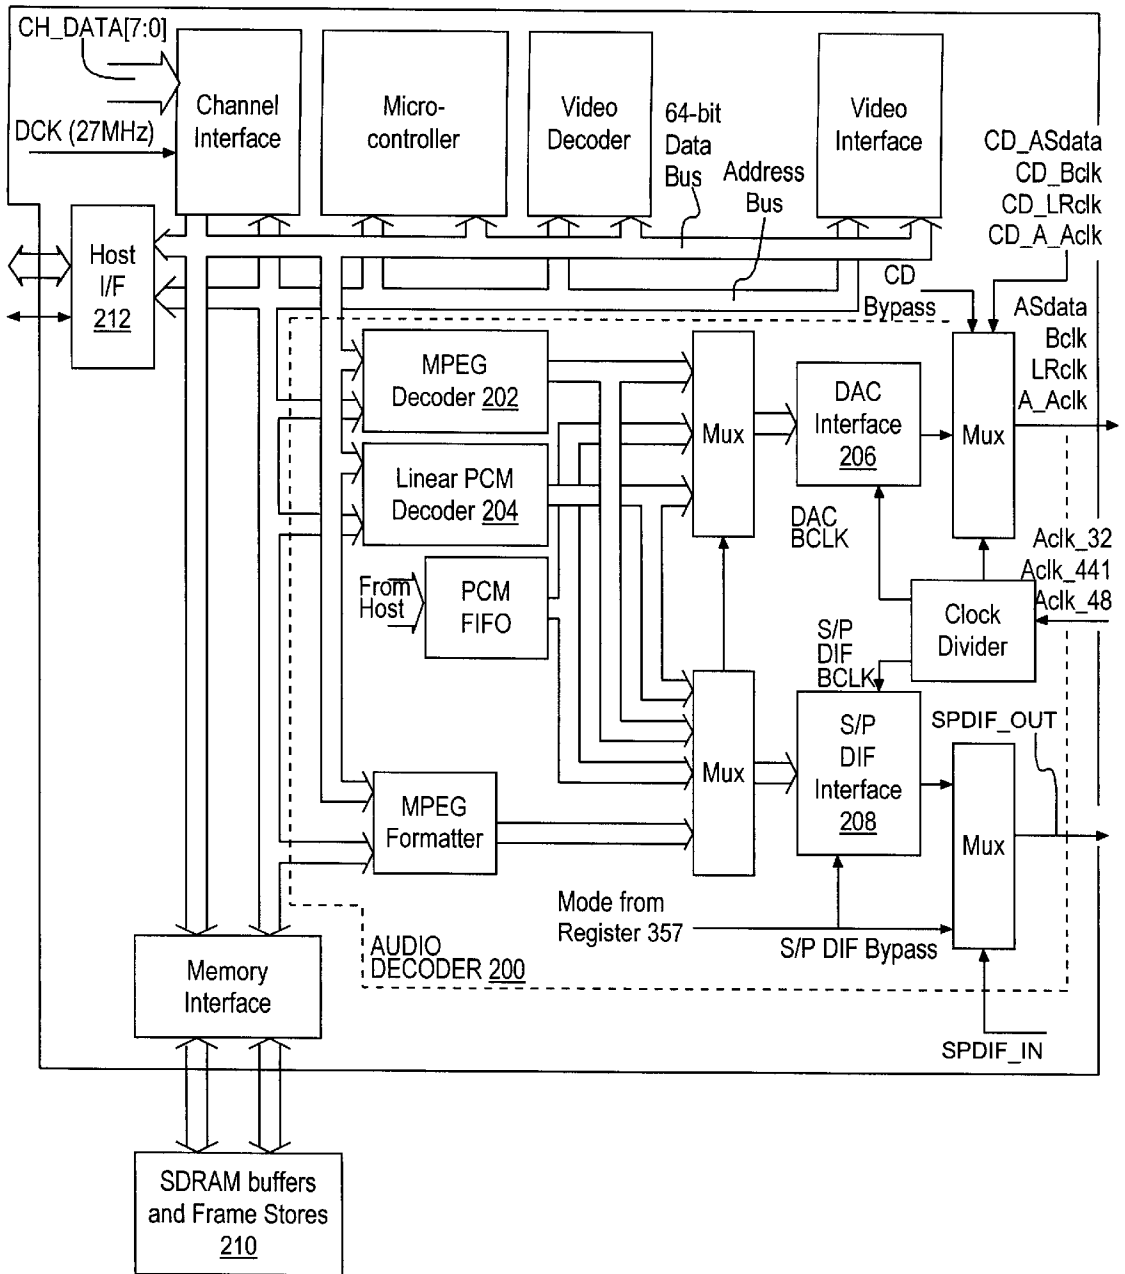 CH_DATA[7:0]
DCK (27MHz)
Channel
Interface
Micro-
controller
Video
Decoder
64-bit
Data
Bus
Address
Bus
Video
Interface
CD_ASdata
CD_Bclk
CD_LRclk
CD_A_Aclk
Host
I/F
212
CD
Bypass
ASdata
Bclk
LRclk
A_Aclk
MPEG
Decoder 202
Mux
DAC
Interface
206
Mux
Linear PCM
Decoder 204
DAC
BCLK
Aclk_32
Aclk_441
Aclk_48
From
Host
PCM
FIFO
Clock
Divider
S/P
DIF
BCLK
SPDIF_OUT
Mux
S/P
DIF
Interface
208
MPEG
Formatter
Mux
Mode from
Register 357
S/P DIF Bypass
AUDIO
DECODER 200
Memory
Interface
SPDIF_IN
SDRAM buffers
and Frame Stores
210